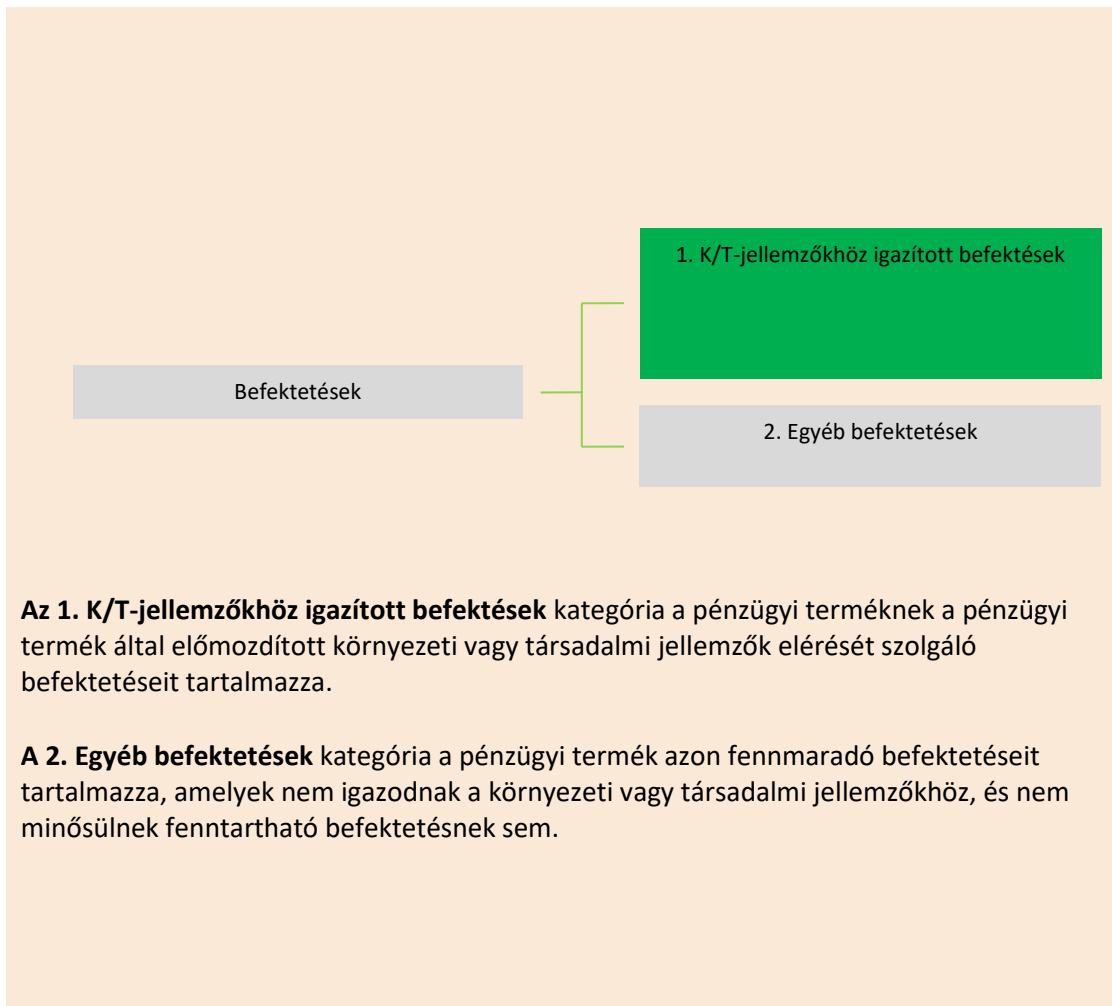 1. K/T-jellemzőkhöz igazított befektések
Befektetések
2. Egyéb befektetések
Az 1. K/T-jellemzőkhöz igazított befektések kategória a pénzügyi terméknek a pénzügyi
termék által előmozdított környezeti vagy társadalmi jellemzők elérését szolgáló
befektetéseit tartalmazza.
A 2. Egyéb befektetések kategória a pénzügyi termék azon fennmaradó befektetéseit
tartalmazza, amelyek nem igazodnak a környezeti vagy társadalmi jellemzőkhöz, és nem
minősülnek fenntartható befektetésnek sem.